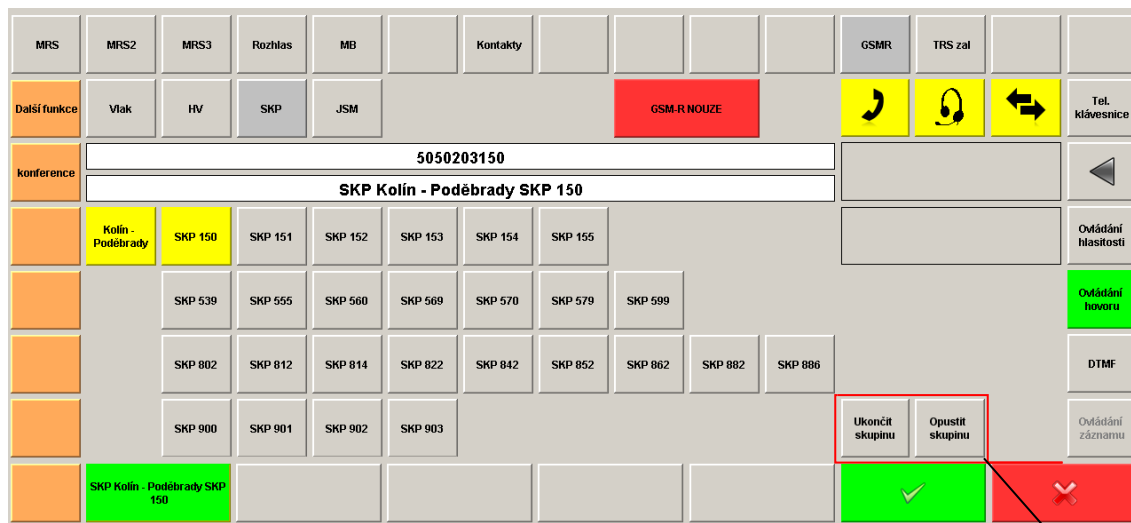 MRS MRS2 MRS3 Rozhlas MB Kontakty GSMR TRS zal
Další funkce Vlak HV SKP JSM GSM-R NOUZE Tel.
klávesnice
konference 5050203150
SKP Kolín - Poděbrady SKP 150
Kolín -
Poděbrady SKP 150 SKP 151 SKP 152 SKP 153 SKP 154 SKP 155 Ovládání
hlasitosti
SKP 539 SKP 555 SKP 560 SKP 569 SKP 570 SKP 579 SKP 599 Ovládání
hovoru
SKP 802 SKP 812 SKP 814 SKP 822 SKP 842 SKP 852 SKP 862 SKP 882 SKP 886 DTMF
SKP 900 SKP 901 SKP 902 SKP 903 Ukončit
skupinu Opustit
skupinu Ovládání
záznamu
SKP Kolín - Poděbrady SKP
150